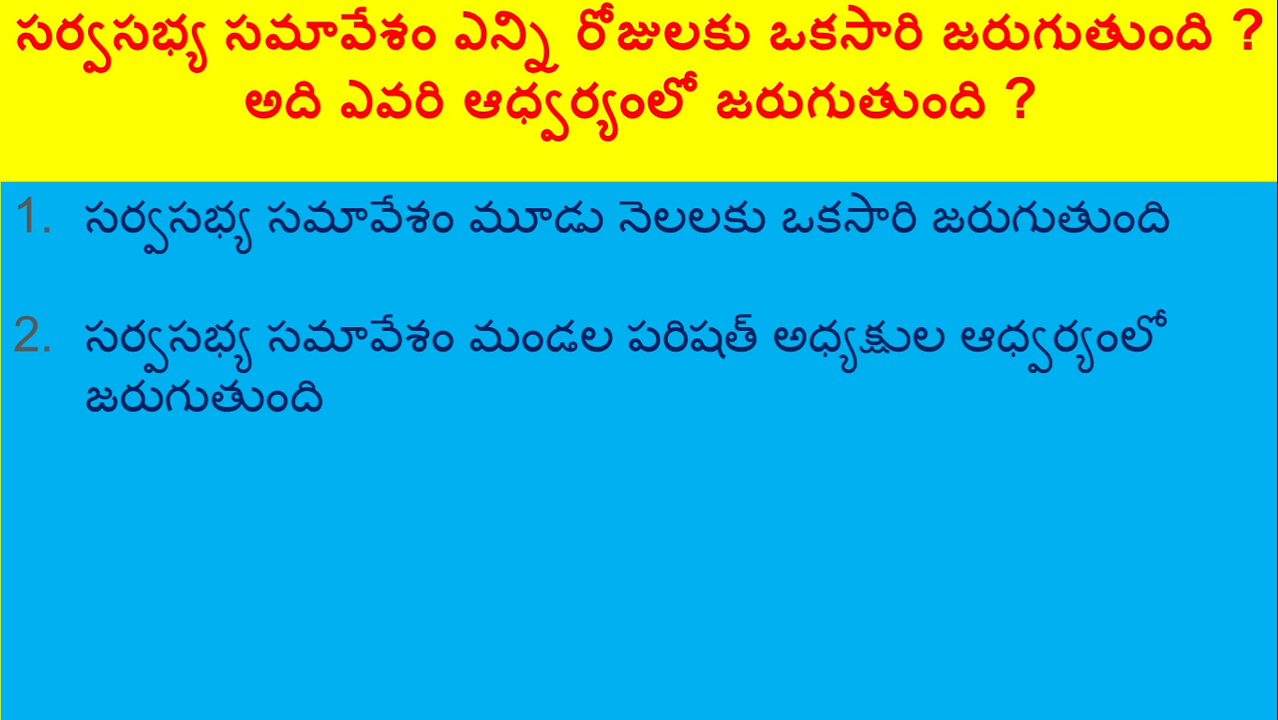 సర్వసభ్య సమావేశం ఎన్ని రోజులకు ఒకసారి జరుగుతుంది ?
అది ఎవరి ఆధ్వర్యంలో జరుగుతుంది ?
1. సర్వసభ్య సమావేశం మూడు నెలలకు ఒకసారి జరుగుతుంది
2. సర్వసభ్య సమావేశం మండల పరిషత్ అధ్యక్షుల ఆధ్వర్యంలో
జరుగుతుంది